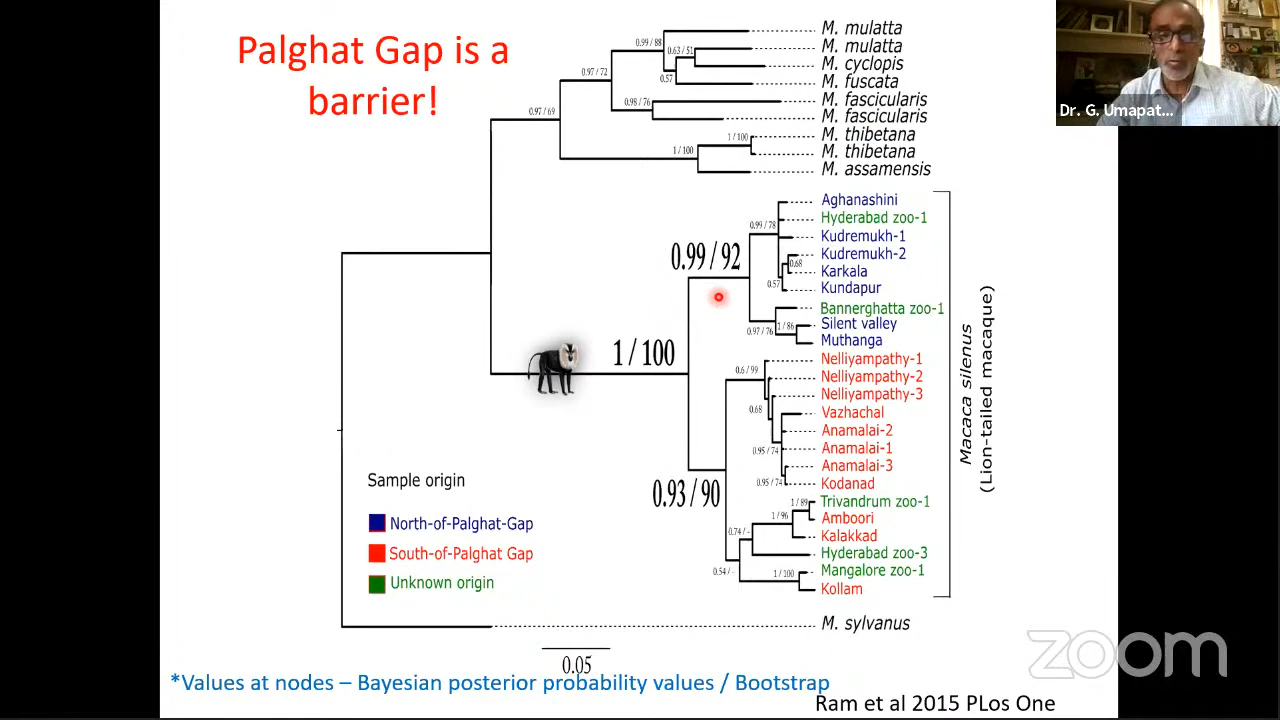 Palghat Gap is a
barrier!
Dr. G. Umapat...
0.99 / 88
0.63 / 51
0.57
0.97 / 72
0.98 / 76
0.97 / 69
1 / 100
1 / 100
M. mulatta
M. mulatta
M. cyclopis
M. fuscata
M. fascicularis
M. fascicularis
M. thibetana
M. thibetana
M. assamensis
0.99 / 92
0.99 / 78
0.68
0.57
0.97 / 76
1 / 86
1 / 100
0.93 / 90
0.6 / 99
0.68
0.95 / 74
0.95 / 74
1 / 89
1 / 96
0.74 / -
0.54 / -
1 / 100
Aghanashini
Hyderabad zoo-1
Kudremukh-1
Kudremukh-2
Karkala
Kundapur
Bannerghatta zoo-1
Silent valley
Muthanga
Nelliyampathy-1
Nelliyampathy-2
Nelliyampathy-3
Vazhachal
Anamalai-2
Anamalai-1
Anamalai-3
Kodanad
Trivandrum zoo-1
Amboori
Kalakkad
Hyderabad zoo-3
Mangalore zoo-1
Kollam
Macaca silenus
(Lion-tailed macaque)
Sample origin
North-of-Palghat-Gap
South-of-Palghat Gap
Unknown origin
M. sylvanus
0.05
*Values at nodes – Bayesian posterior probability values / Bootstrap
Ram et al 2015 PLos One
zoom